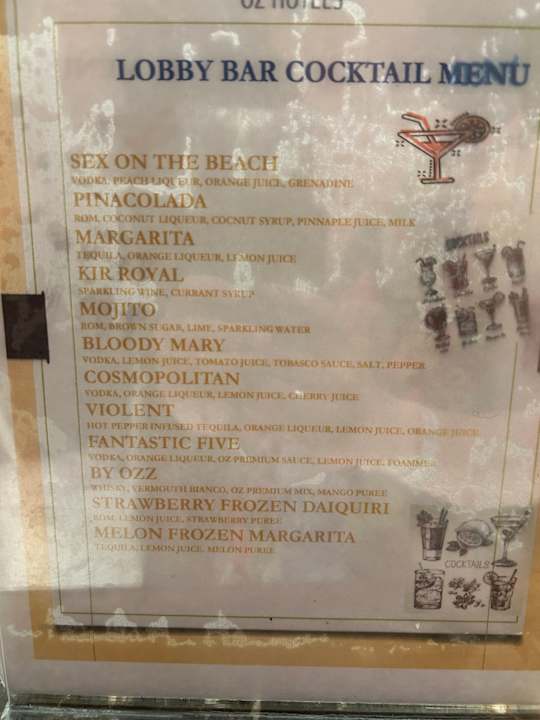 OZ HOTELS
LOBBY BAR COCKTAIL MENU
SEX ON THE BEACH
VODKA, PEACH LIQUEUR, ORANGE JUICE, GRENADINE
PINACOLADA
ROM, COCONUT LIQUEUR, COCNUT SYRUP, PINNAPLE JUICE, MILK
MARGARITA
TEQUILA, ORANGE LIQUEUR, LEMON JUICE
KIR ROYAL
SPARKLING WINE, CURRANT SYRUP
MOJITO
ROM, BROWN SUGAR, LIME, SPARKLING WATER
BLOODY MARY
VODKA, LEMON JUICE, TOMATO JUICE, TOBASCO SAUCE, SALT, PEPPER
COSMOPOLITAN
VODKA, ORANGE LIQUEUR, LEMON JUICE, CHERRY JUICE
VIOLENT
HOT PEPPER INFUSED TEQUILA, ORANGE LIQUEUR, LEMON JUICE, ORANGE JUICE
FANTASTIC FIVE
VODKA, ORANGE LIQUEUR, OZ PREMIUM SAUCE, LEMON JUICE, FOAMMER
BY OZZ
WHISKY, VERMOUTH BIANCO, OZ PREMIUM MIX, MANGO PUREE
STRAWBERRY FROZEN DAIQUIRI
ROM, LEMON JUICE, STRAWBERRY PUREE
MELON FROZEN MARGARITA
TEQUILA, LEMON JUICE, MELON PUREE
COCKTAILS
COCKTAILS